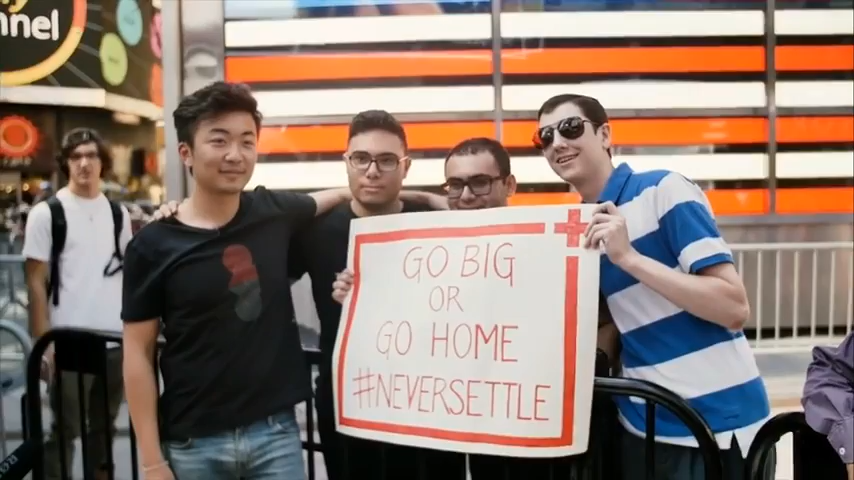 nnel
GO BIG
OR
GO HOME
#NEVERSETTLE